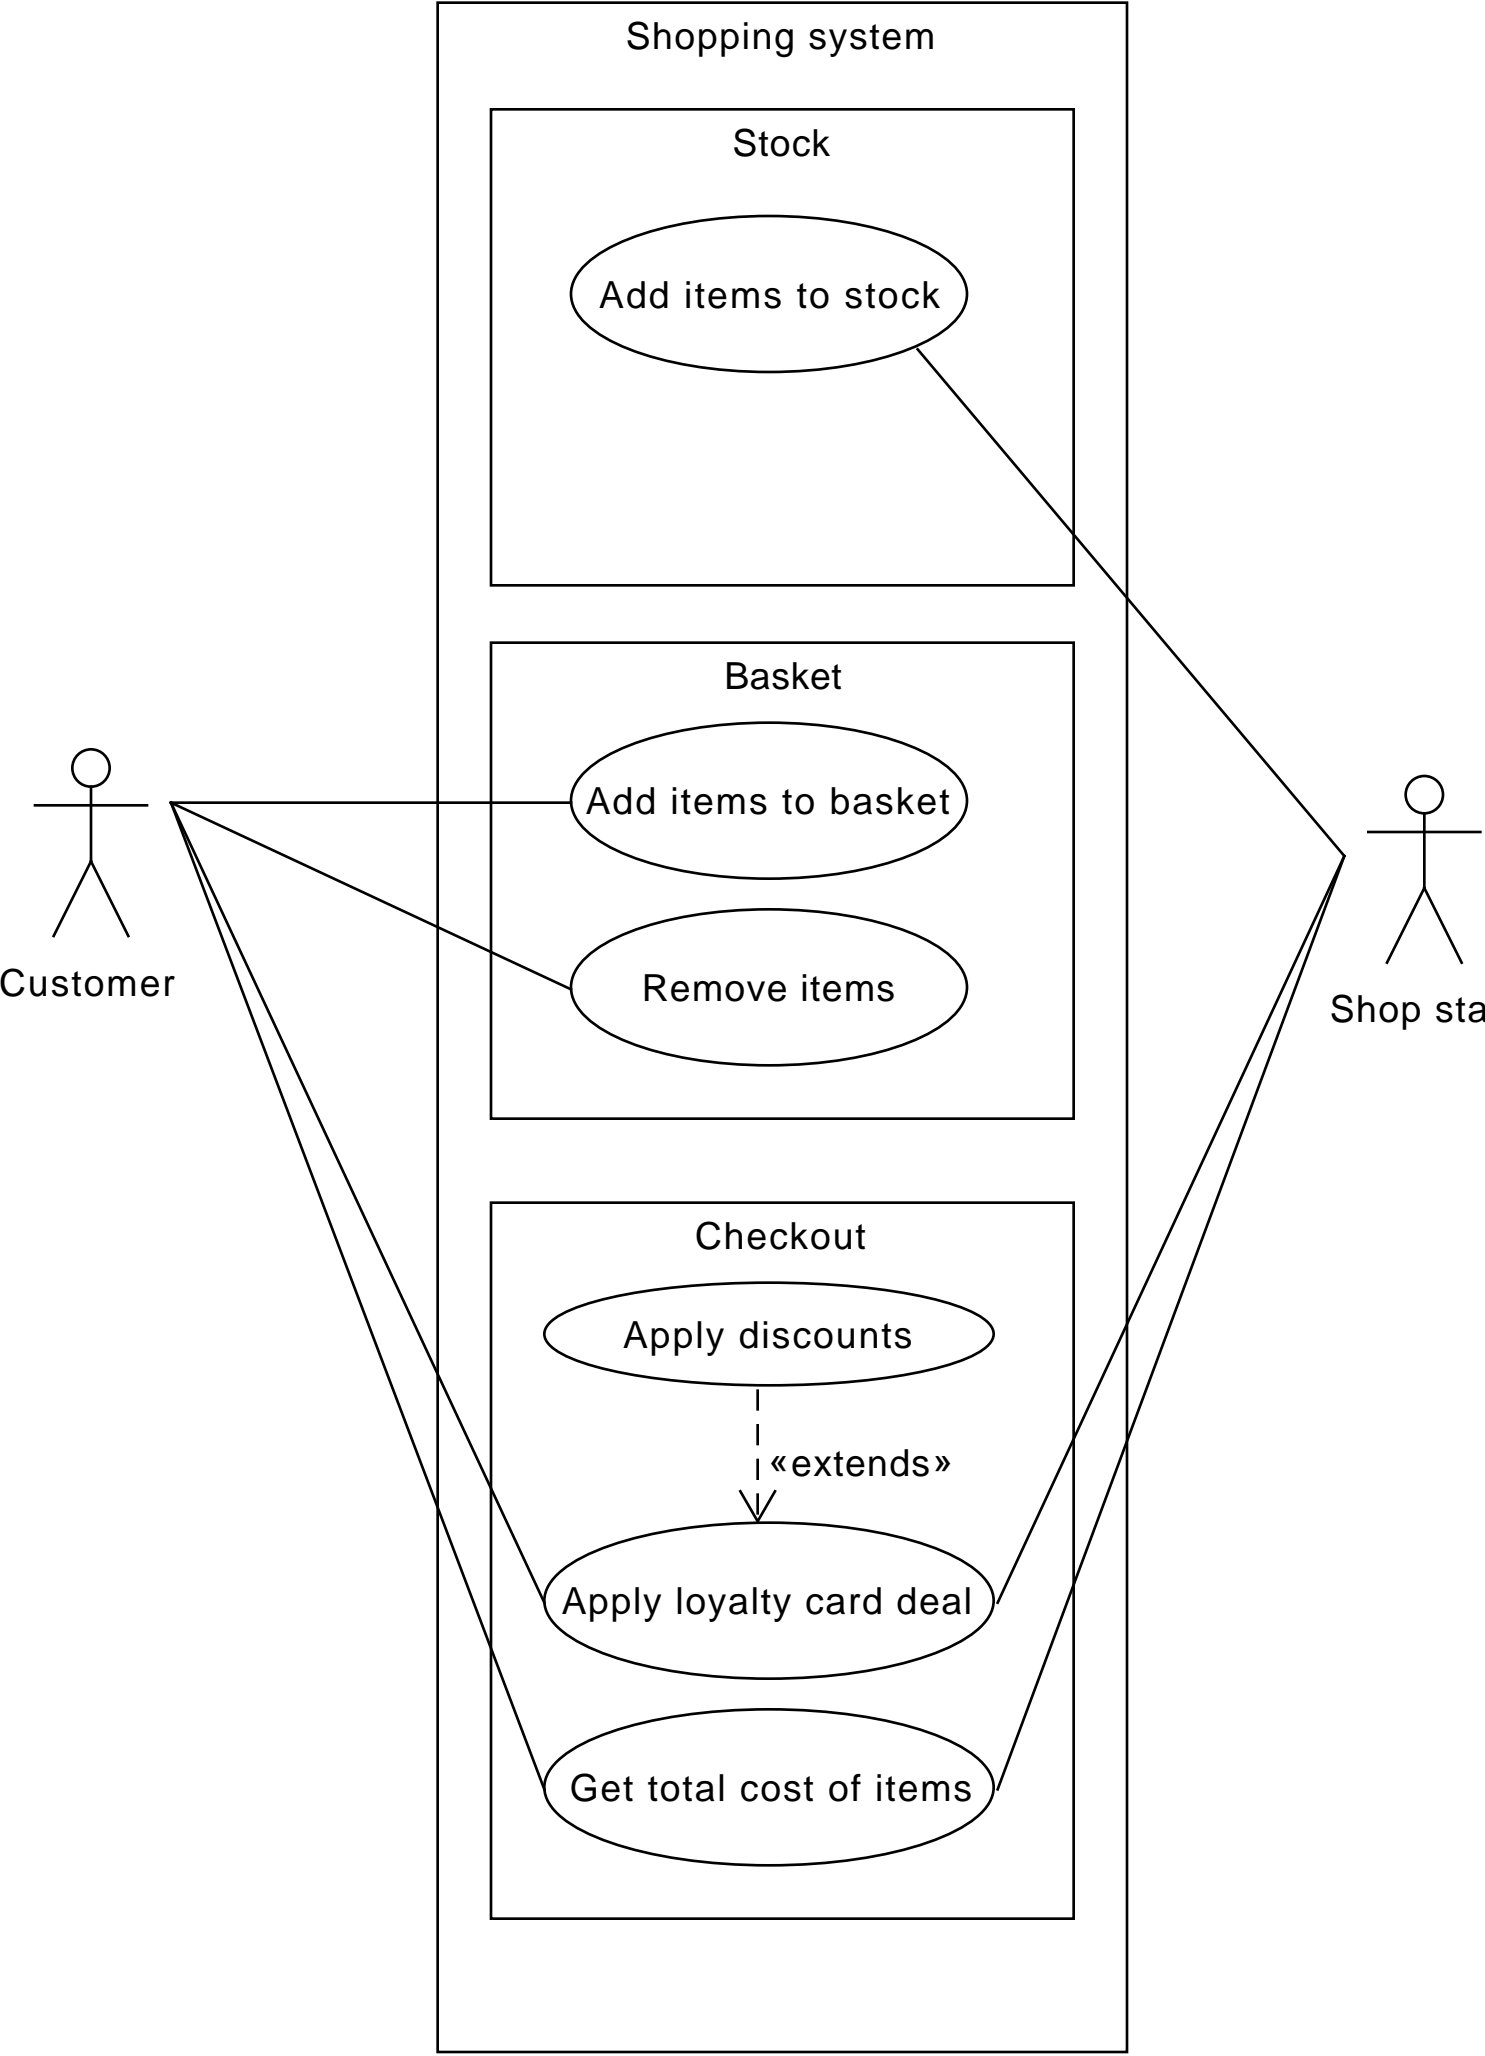 Shopping system
Stock
Add items to stock
Basket
Add items to basket
Remove items
Customer
Shop sta
Checkout
Apply discounts
«extends»
Apply loyalty card deal
Get total cost of items